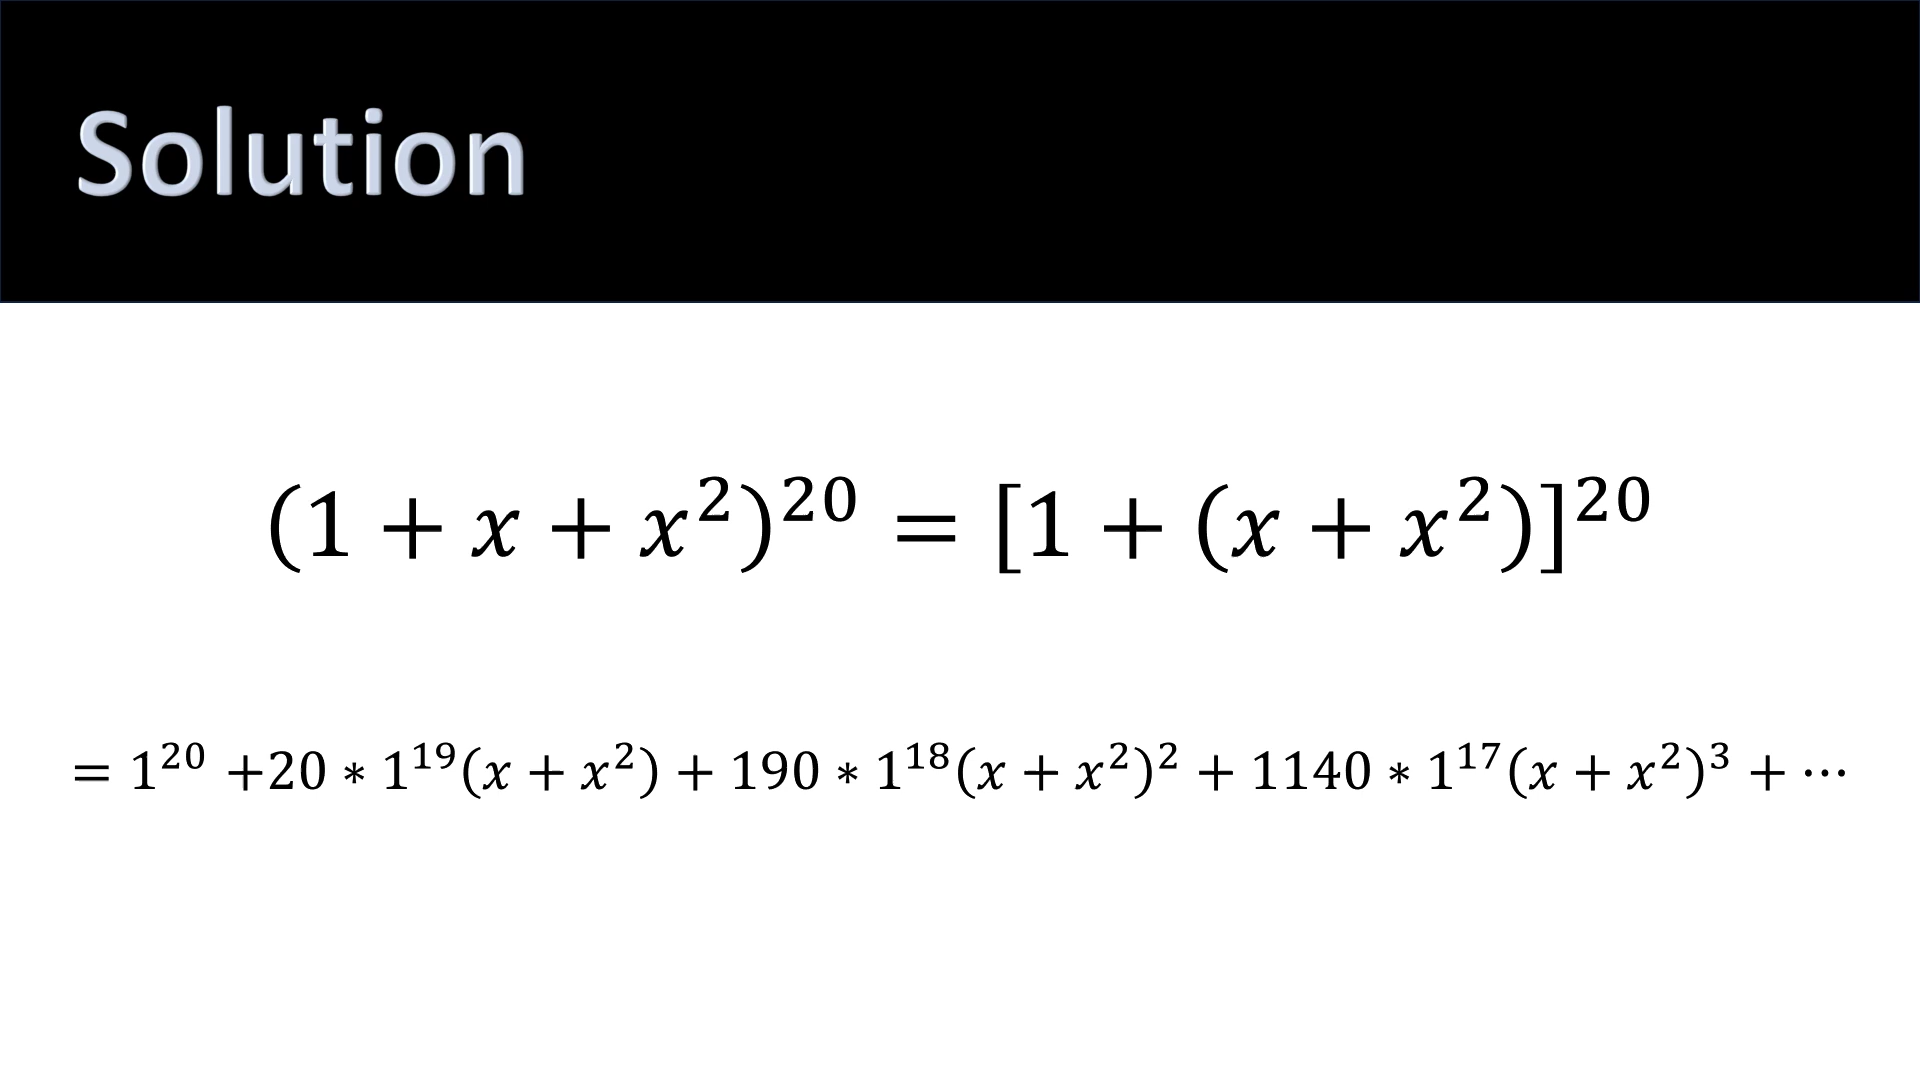 Solution
(1 + x + x²)²⁰ = [1 + (x + x²)]²⁰
= 1²⁰ +20 ∗ 1¹⁹(x + x²) + 190 ∗ 1¹⁸(x + x²)² + 1140 ∗ 1¹⁷(x + x²)³ + ⋯